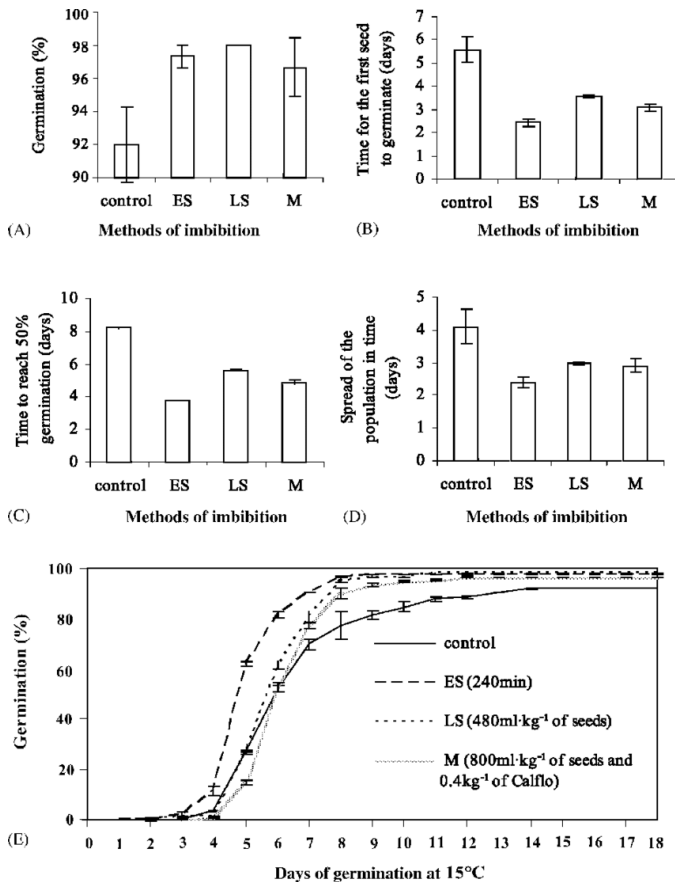 Germination (%)
100
98
96
94
92
90
control ES LS M
(A) Methods of imbibition
Time for the first seed
to germinate (days)
7
6
5
4
3
2
1
0
control ES LS M
(B) Methods of imbibition
Time to reach 50%
germination (days)
10
8
6
4
2
0
control ES LS M
(C) Methods of imbibition
Spread of the
population in time
(days)
5
4
3
2
1
0
control ES LS M
(D) Methods of imbibition
Germination (%)
100
80
60
40
20
0
control
ES (240min)
LS (480ml·kg⁻¹ of seeds)
M (800ml·kg⁻¹ of seeds and
0.4kg⁻¹ of Calflo)
0 1 2 3 4 5 6 7 8 9 10 11 12 13 14 15 16 17 18
(E) Days of germination at 15°C